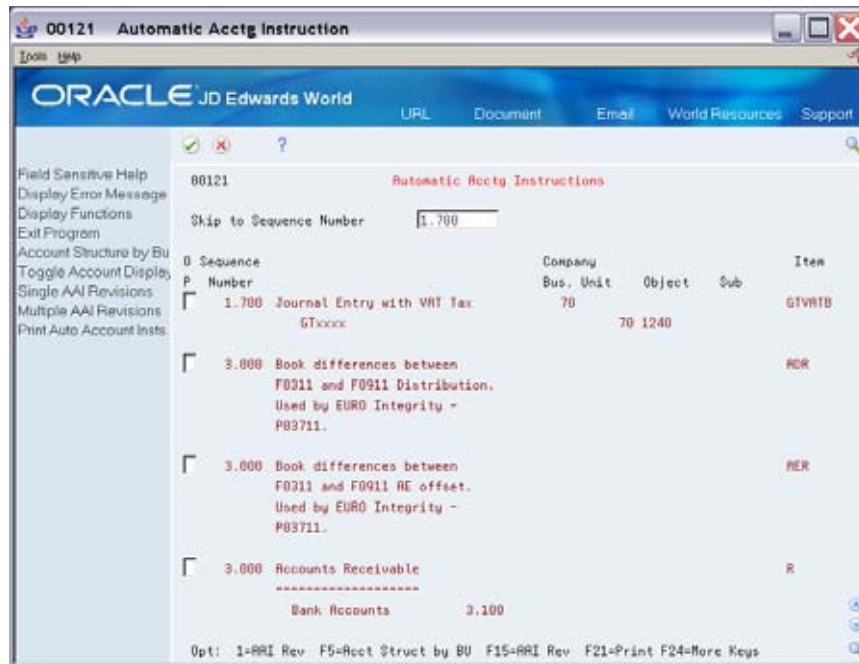 00121 Automatic Acctg Instruction
Tools Help
ORACLE JD Edwards World
URL Document Email World Resources Support
?
Field Sensitive Help
Display Error Message
Display Functions
Exit Program
Account Structure by Bu
Toggle Account Display
Single AAI Revisions
Multiple AAI Revisions
Print Auto Account Insts.
00121 Automatic Acctg Instructions
Skip to Sequence Number 1.700
O Sequence Company Item
P Number Bus. Unit Object Sub
1.700 Journal Entry with VAT Tax 70 GTVATB
GTxxxx 70 1240
3.000 Book differences between ADR
F0311 and F0911 Distribution.
Used by EURO Integrity -
P03711.
3.000 Book differences between AER
F0311 and F0911 AE offset.
Used by EURO Integrity -
P03711.
3.000 Accounts Receivable R
-------------------
Bank Accounts 3.100
Opt: 1=AAI Rev F5=Acct Struct by BU F15=AAI Rev F21=Print F24=More Keys